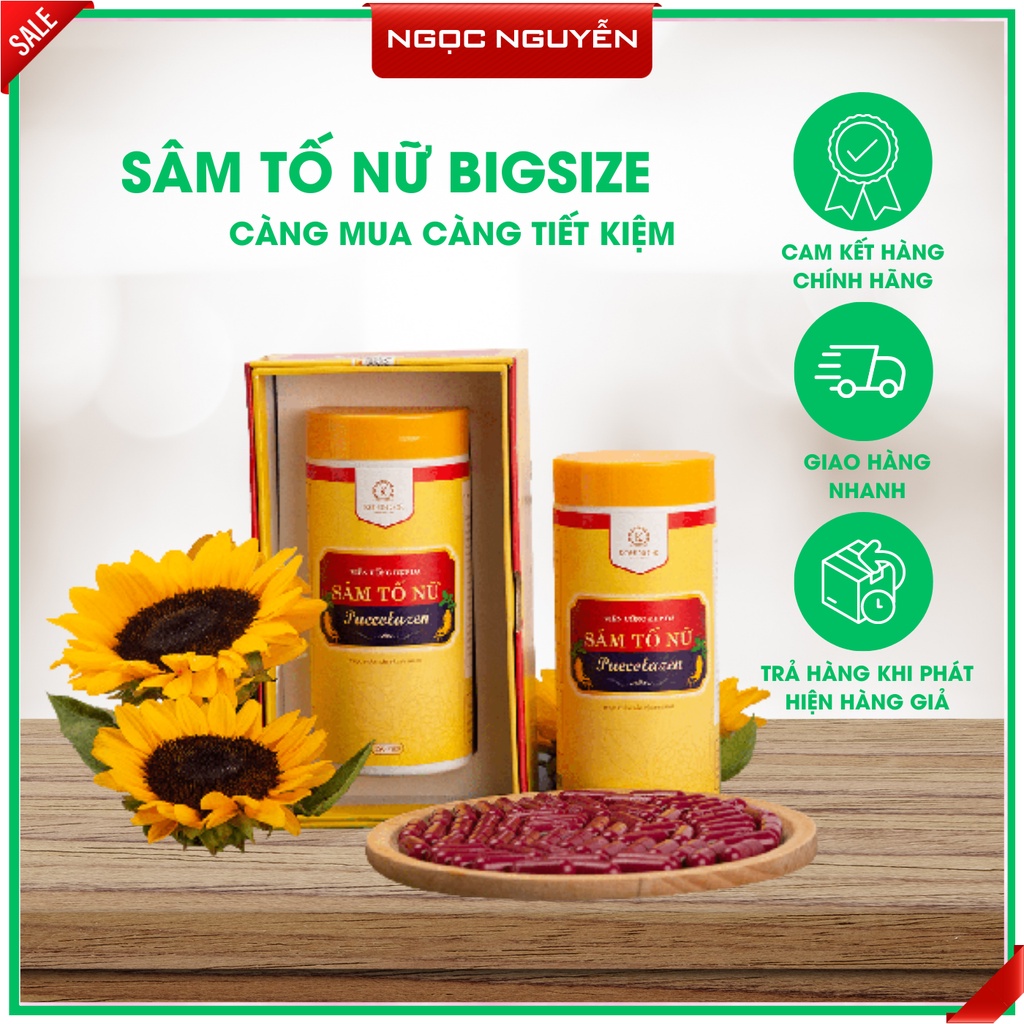 SALE
NGỌC NGUYỄN
SÂM TỐ NỮ BIGSIZE
CÀNG MUA CÀNG TIẾT KIỆM
CAM KẾT HÀNG
CHÍNH HÃNG
GIAO HÀNG
NHANH
TRẢ HÀNG KHI PHÁT
HIỆN HÀNG GIẢ
SÂM TỐ NỮ
Puecolazen
SÂM TỐ NỮ
Puecolazen